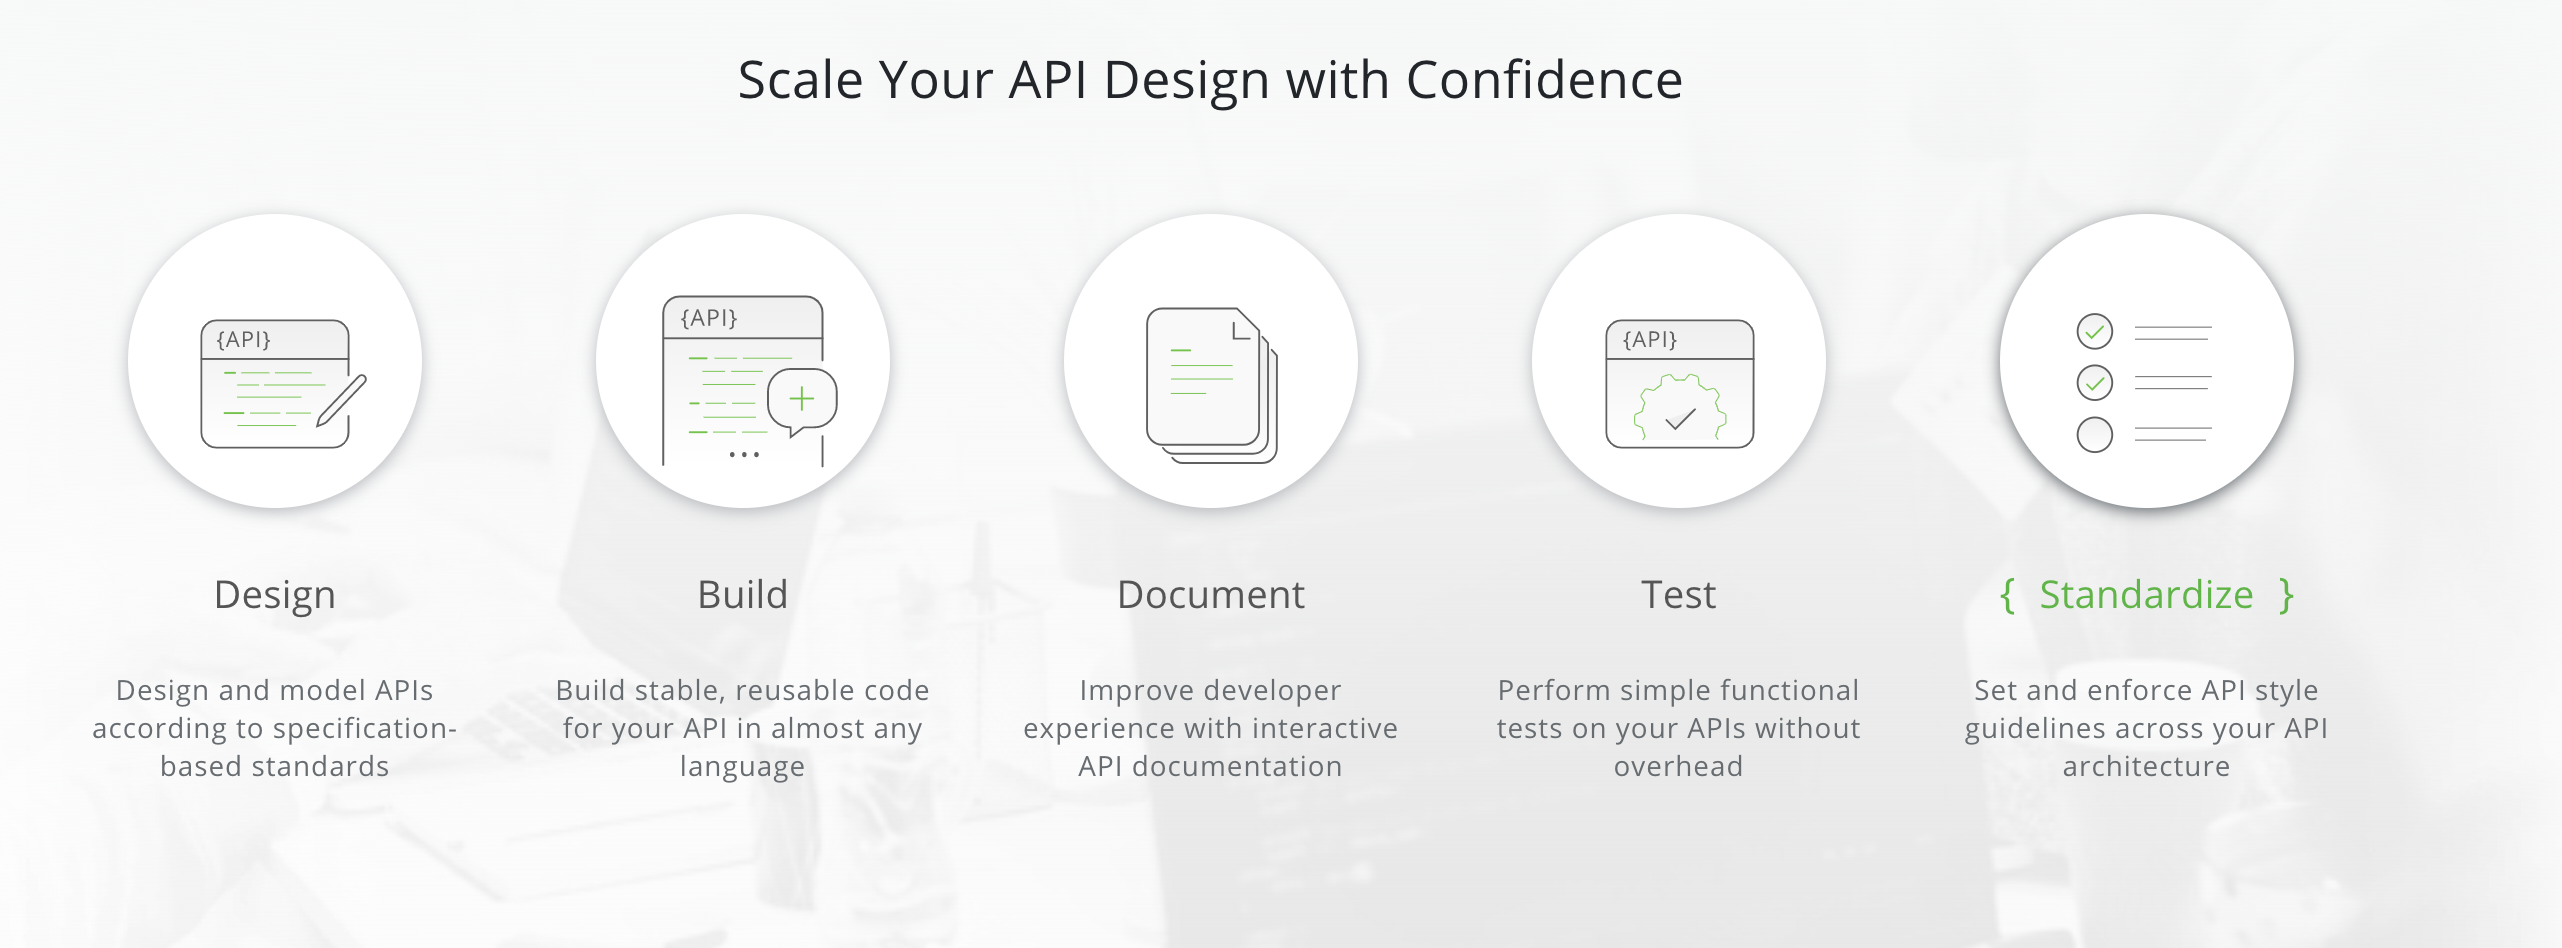 Scale Your API Design with Confidence
{API}
{API}
{API}
Design
Build
Document
Test
{ Standardize }
Design and model APIs
according to specification-
based standards
Build stable, reusable code
for your API in almost any
language
Improve developer
experience with interactive
API documentation
Perform simple functional
tests on your APIs without
overhead
Set and enforce API style
guidelines across your API
architecture